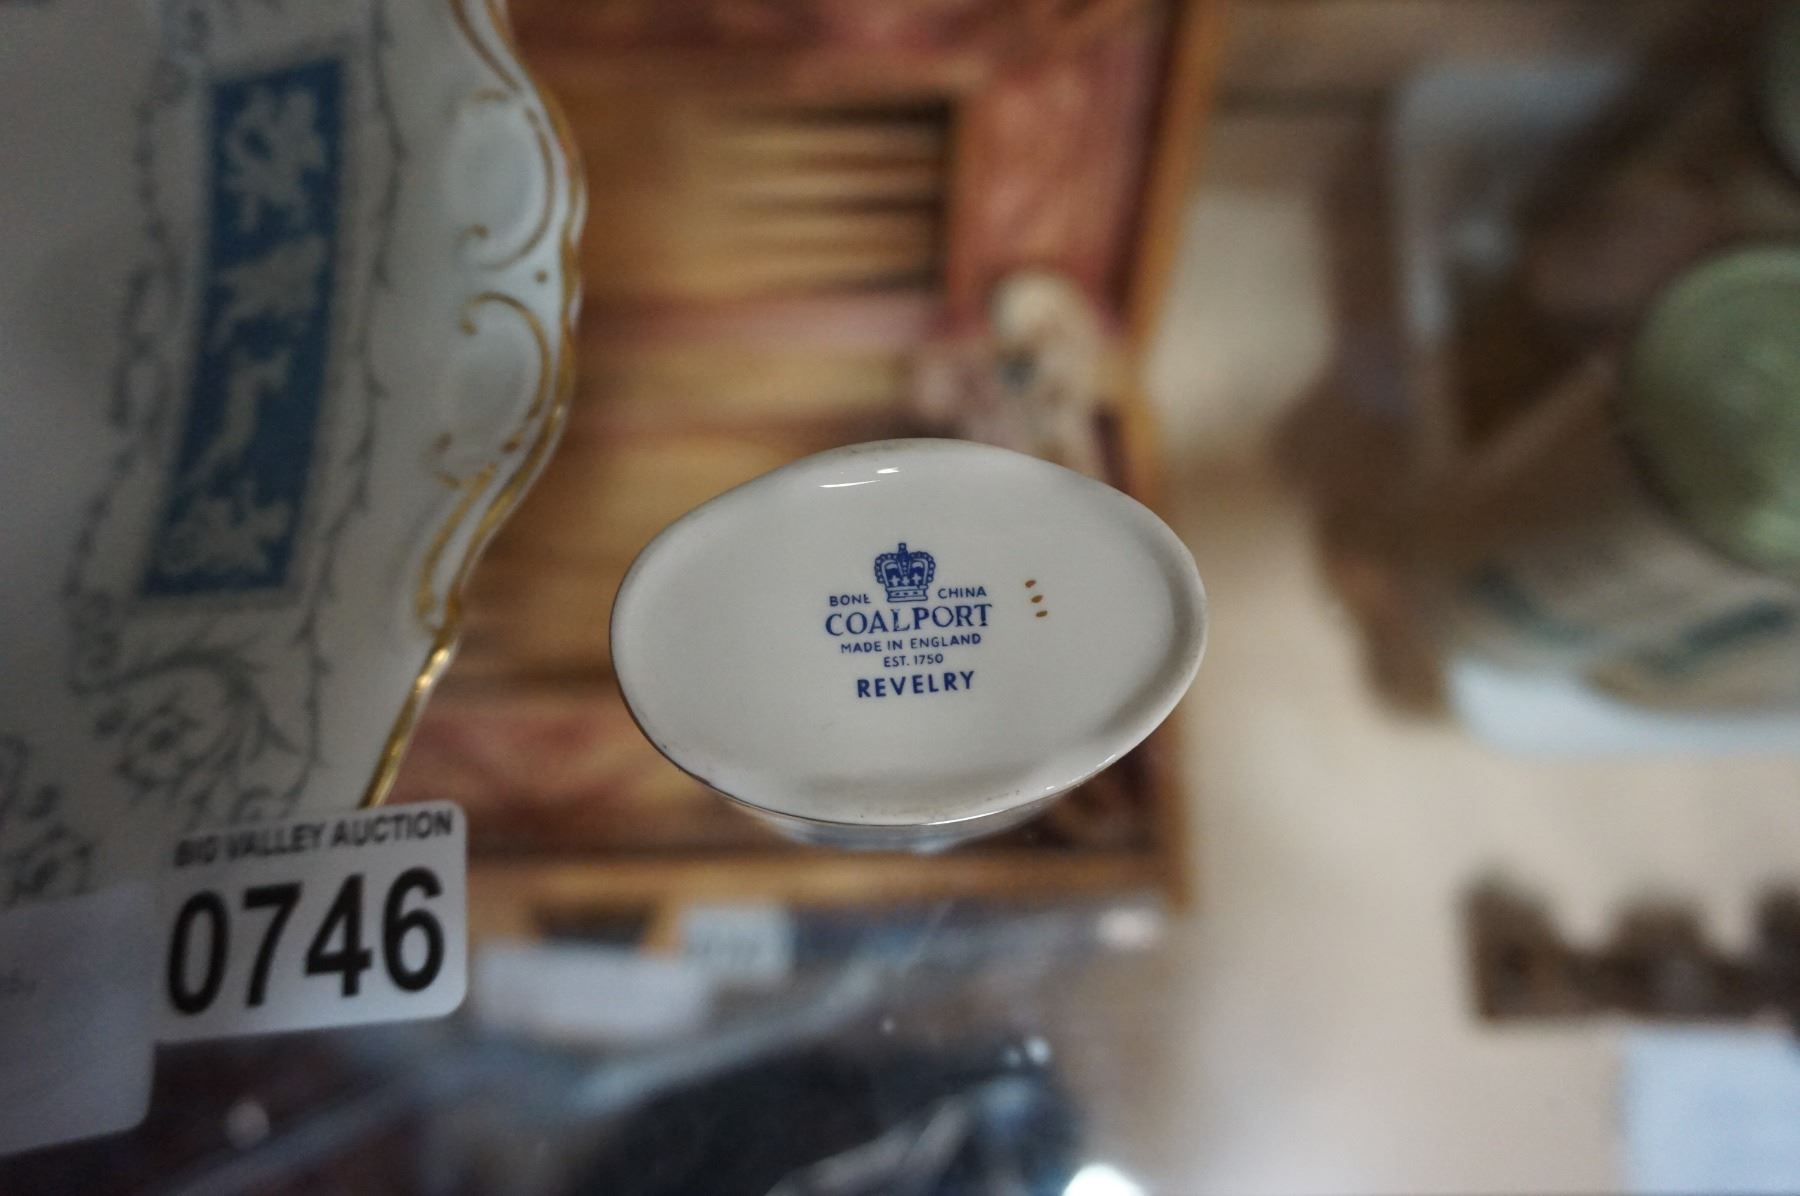 BONE CHINA
COALPORT
MADE IN ENGLAND
EST. 1750
REVELRY
BIG VALLEY AUCTION
0746